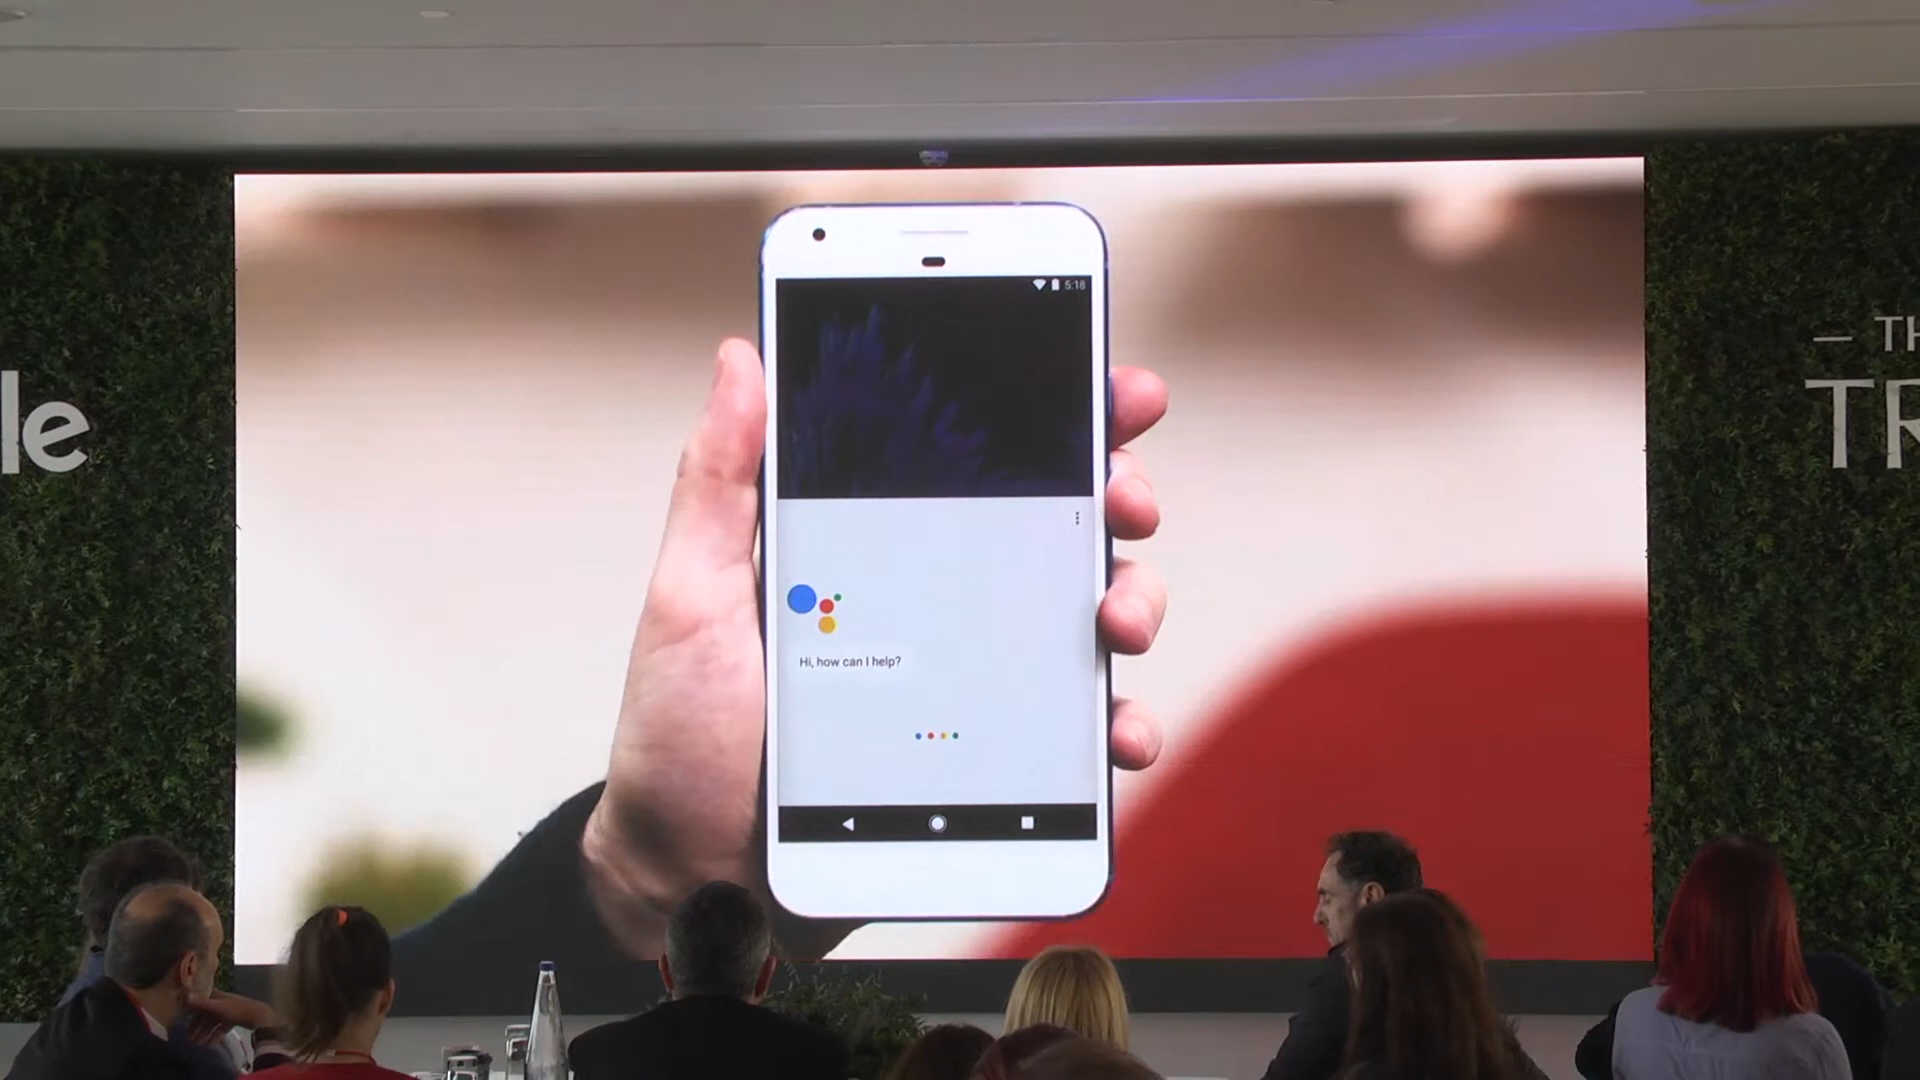 5:18
le
— TH
TR
Hi, how can I help?